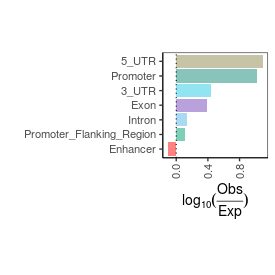 5_UTR
Promoter
3_UTR
Exon
Intron
Promoter_Flanking_Region
Enhancer
0.0
0.4
0.8
log10(Obs/Exp)